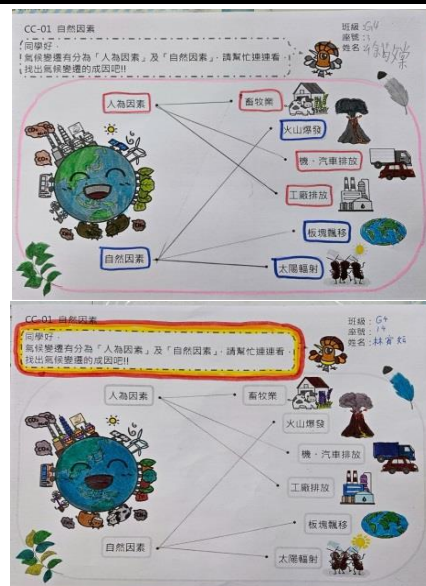 CC-01 自然因素
班級：G4
座號：13
姓名：
同學好，
氣候變遷有分為「人為因素」及「自然因素」，請幫忙連連看，
找出氣候變遷的成因吧!!
人為因素
畜牧業
火山爆發
機、汽車排放
工廠排放
板塊飄移
自然因素
太陽輻射
CC-01 自然因素
班級：G4
座號：14
姓名：林
同學好，
氣候變遷有分為「人為因素」及「自然因素」，請幫忙連連看，
找出氣候變遷的成因吧!!
人為因素
畜牧業
火山爆發
機、汽車排放
工廠排放
板塊飄移
自然因素
太陽輻射